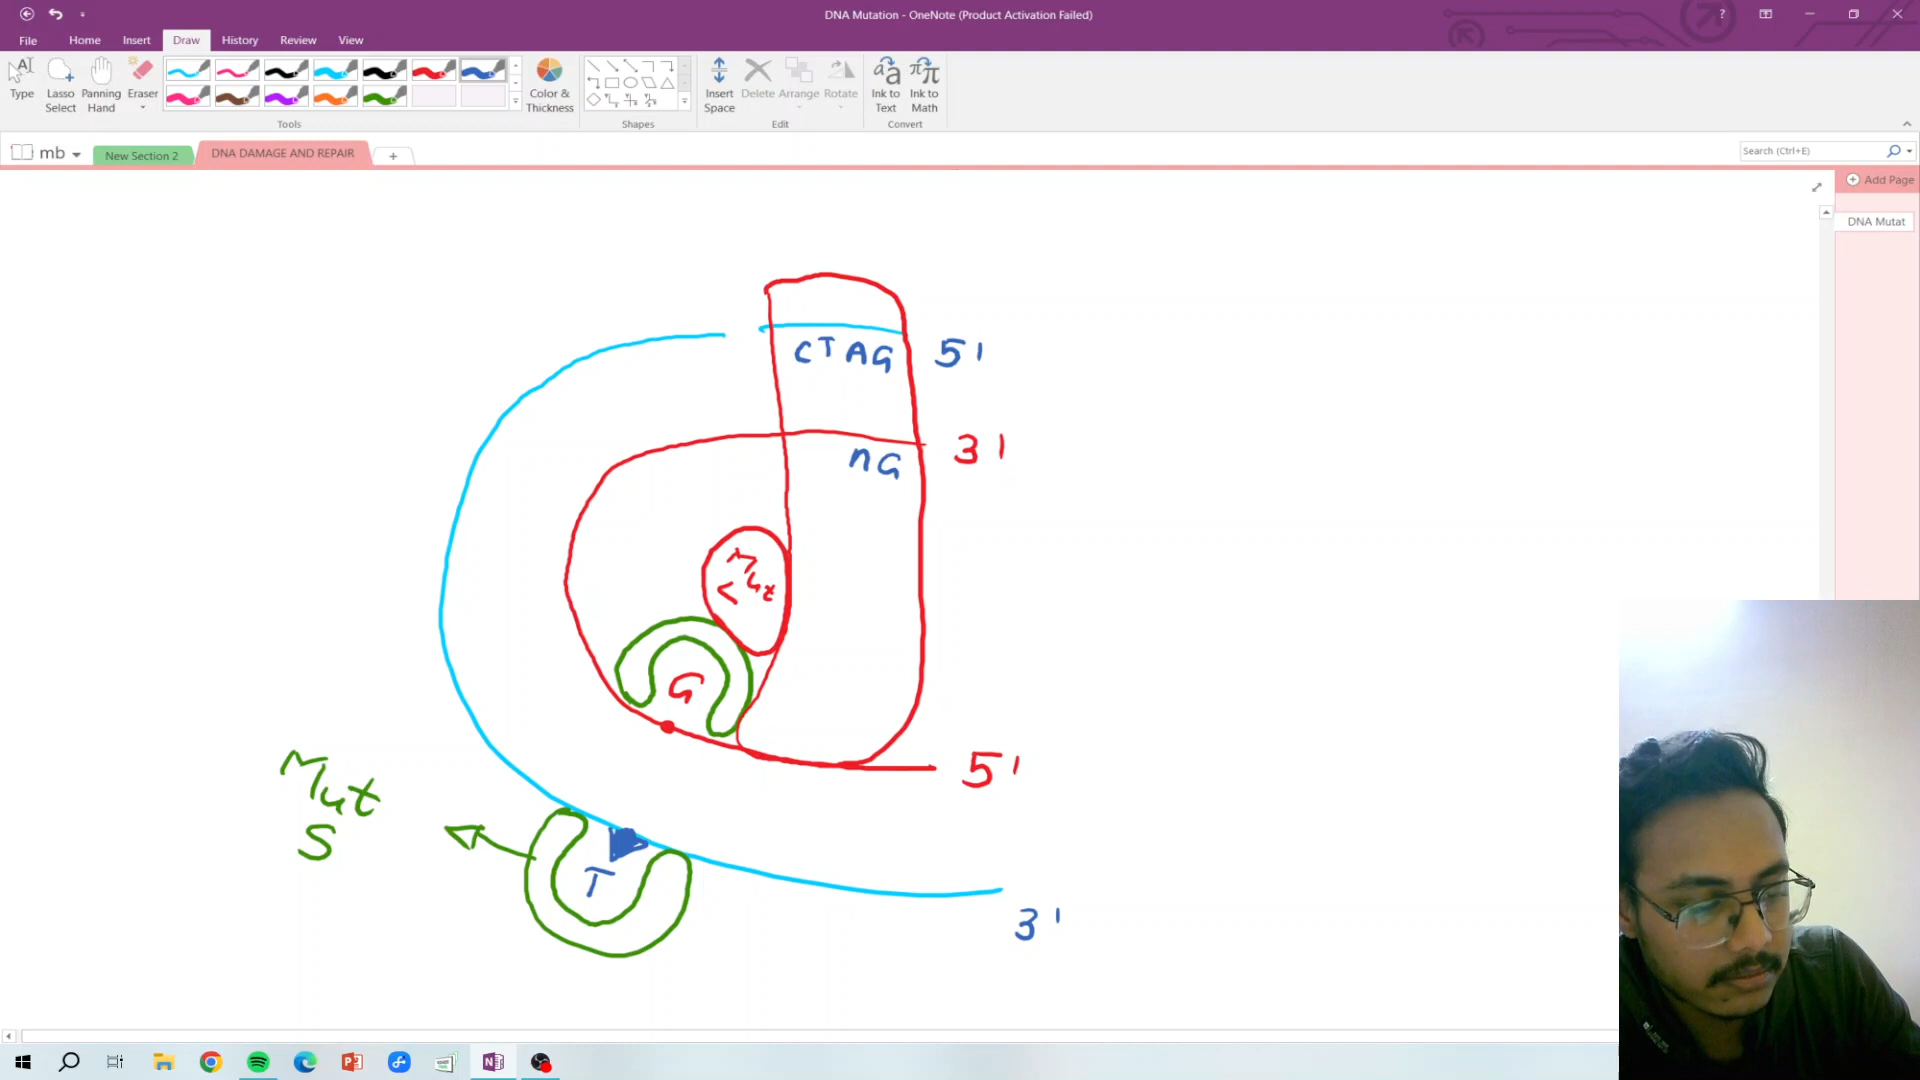 DNA Mutation - OneNote (Product Activation Failed)
?
File Home Insert Draw History Review View
Type
Lasso Select
Panning Hand
Eraser
Color & Thickness
Insert Space
Delete Arrange Rotate
Ink to Text
Ink to Math
Tools Shapes Edit Convert
mb New Section 2 DNA DAMAGE AND REPAIR +
Search (Ctrl+E)
Add Page
DNA Mutat
CTAG 5'
3'
nG
Mut
L
G
5'
Mut
S
T
3'